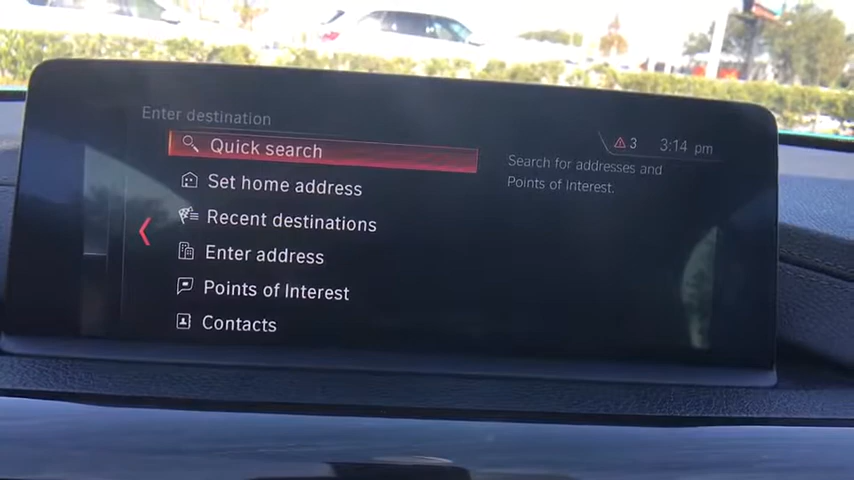 Enter destination
3
3:14 pm
Quick search
Search for addresses and
Points of Interest.
Set home address
Recent destinations
Enter address
Points of Interest
Contacts